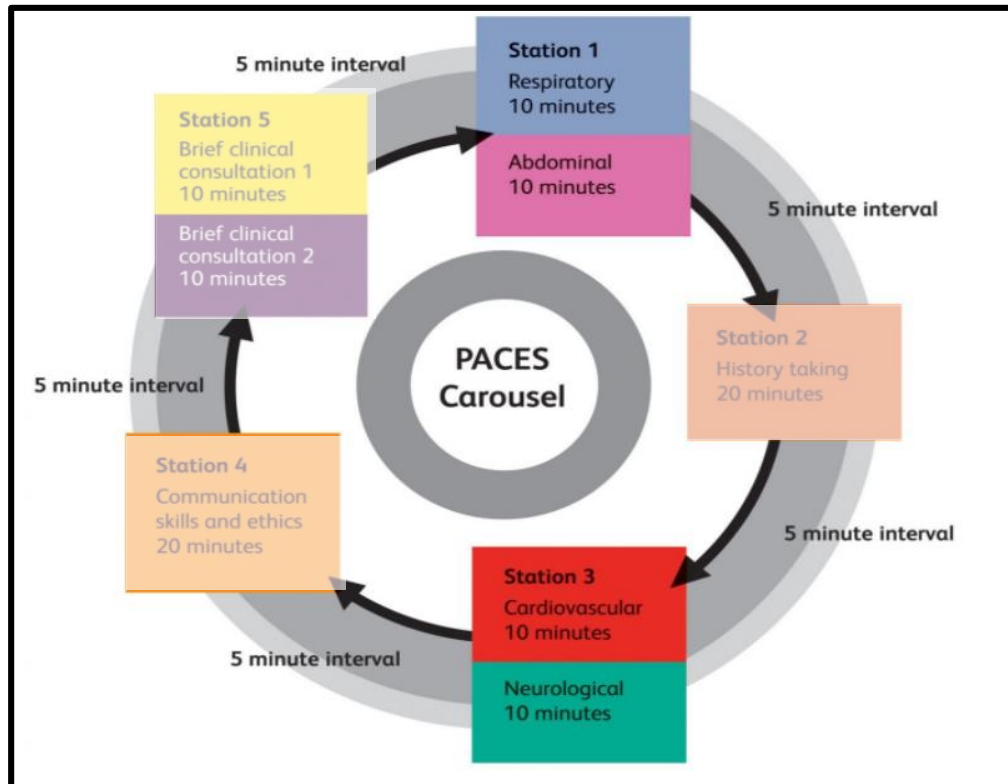 5 minute interval
Station 1
Respiratory
10 minutes
Abdominal
10 minutes
5 minute interval
Station 2
History taking
20 minutes
5 minute interval
Station 3
Cardiovascular
10 minutes
Neurological
10 minutes
5 minute interval
Station 4
Communication
skills and ethics
20 minutes
5 minute interval
Station 5
Brief clinical
consultation 1
10 minutes
Brief clinical
consultation 2
10 minutes
PACES
Carousel